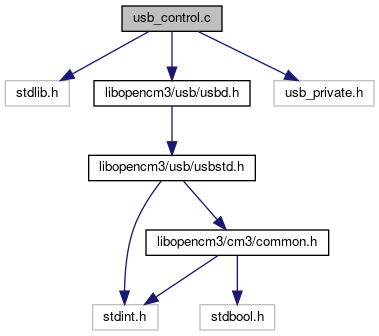 usb_control.c
stdlib.h
libopencm3/usb/usbd.h
usb_private.h
libopencm3/usb/usbstd.h
libopencm3/cm3/common.h
stdint.h
stdbool.h